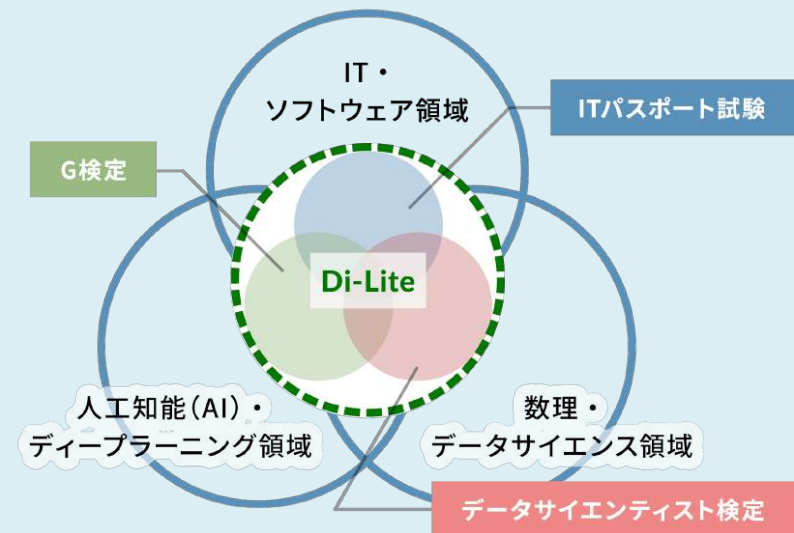 IT・
ソフトウェア領域
ITパスポート試験
G検定
Di-Lite
人工知能(AI)・
ディープラーニング領域
数理・
データサイエンス領域
データサイエンティスト検定